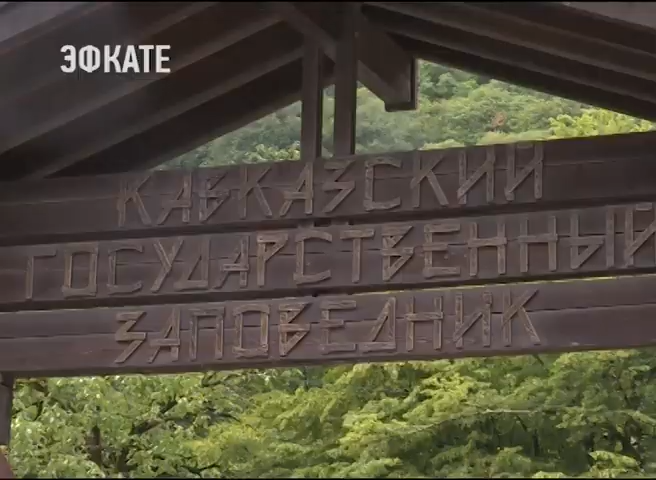 ЭФКАТЕ
КАВКАЗСКИЙ
ГОСУДАРСТВЕННЫЙ
ЗАПОВЕДНИК